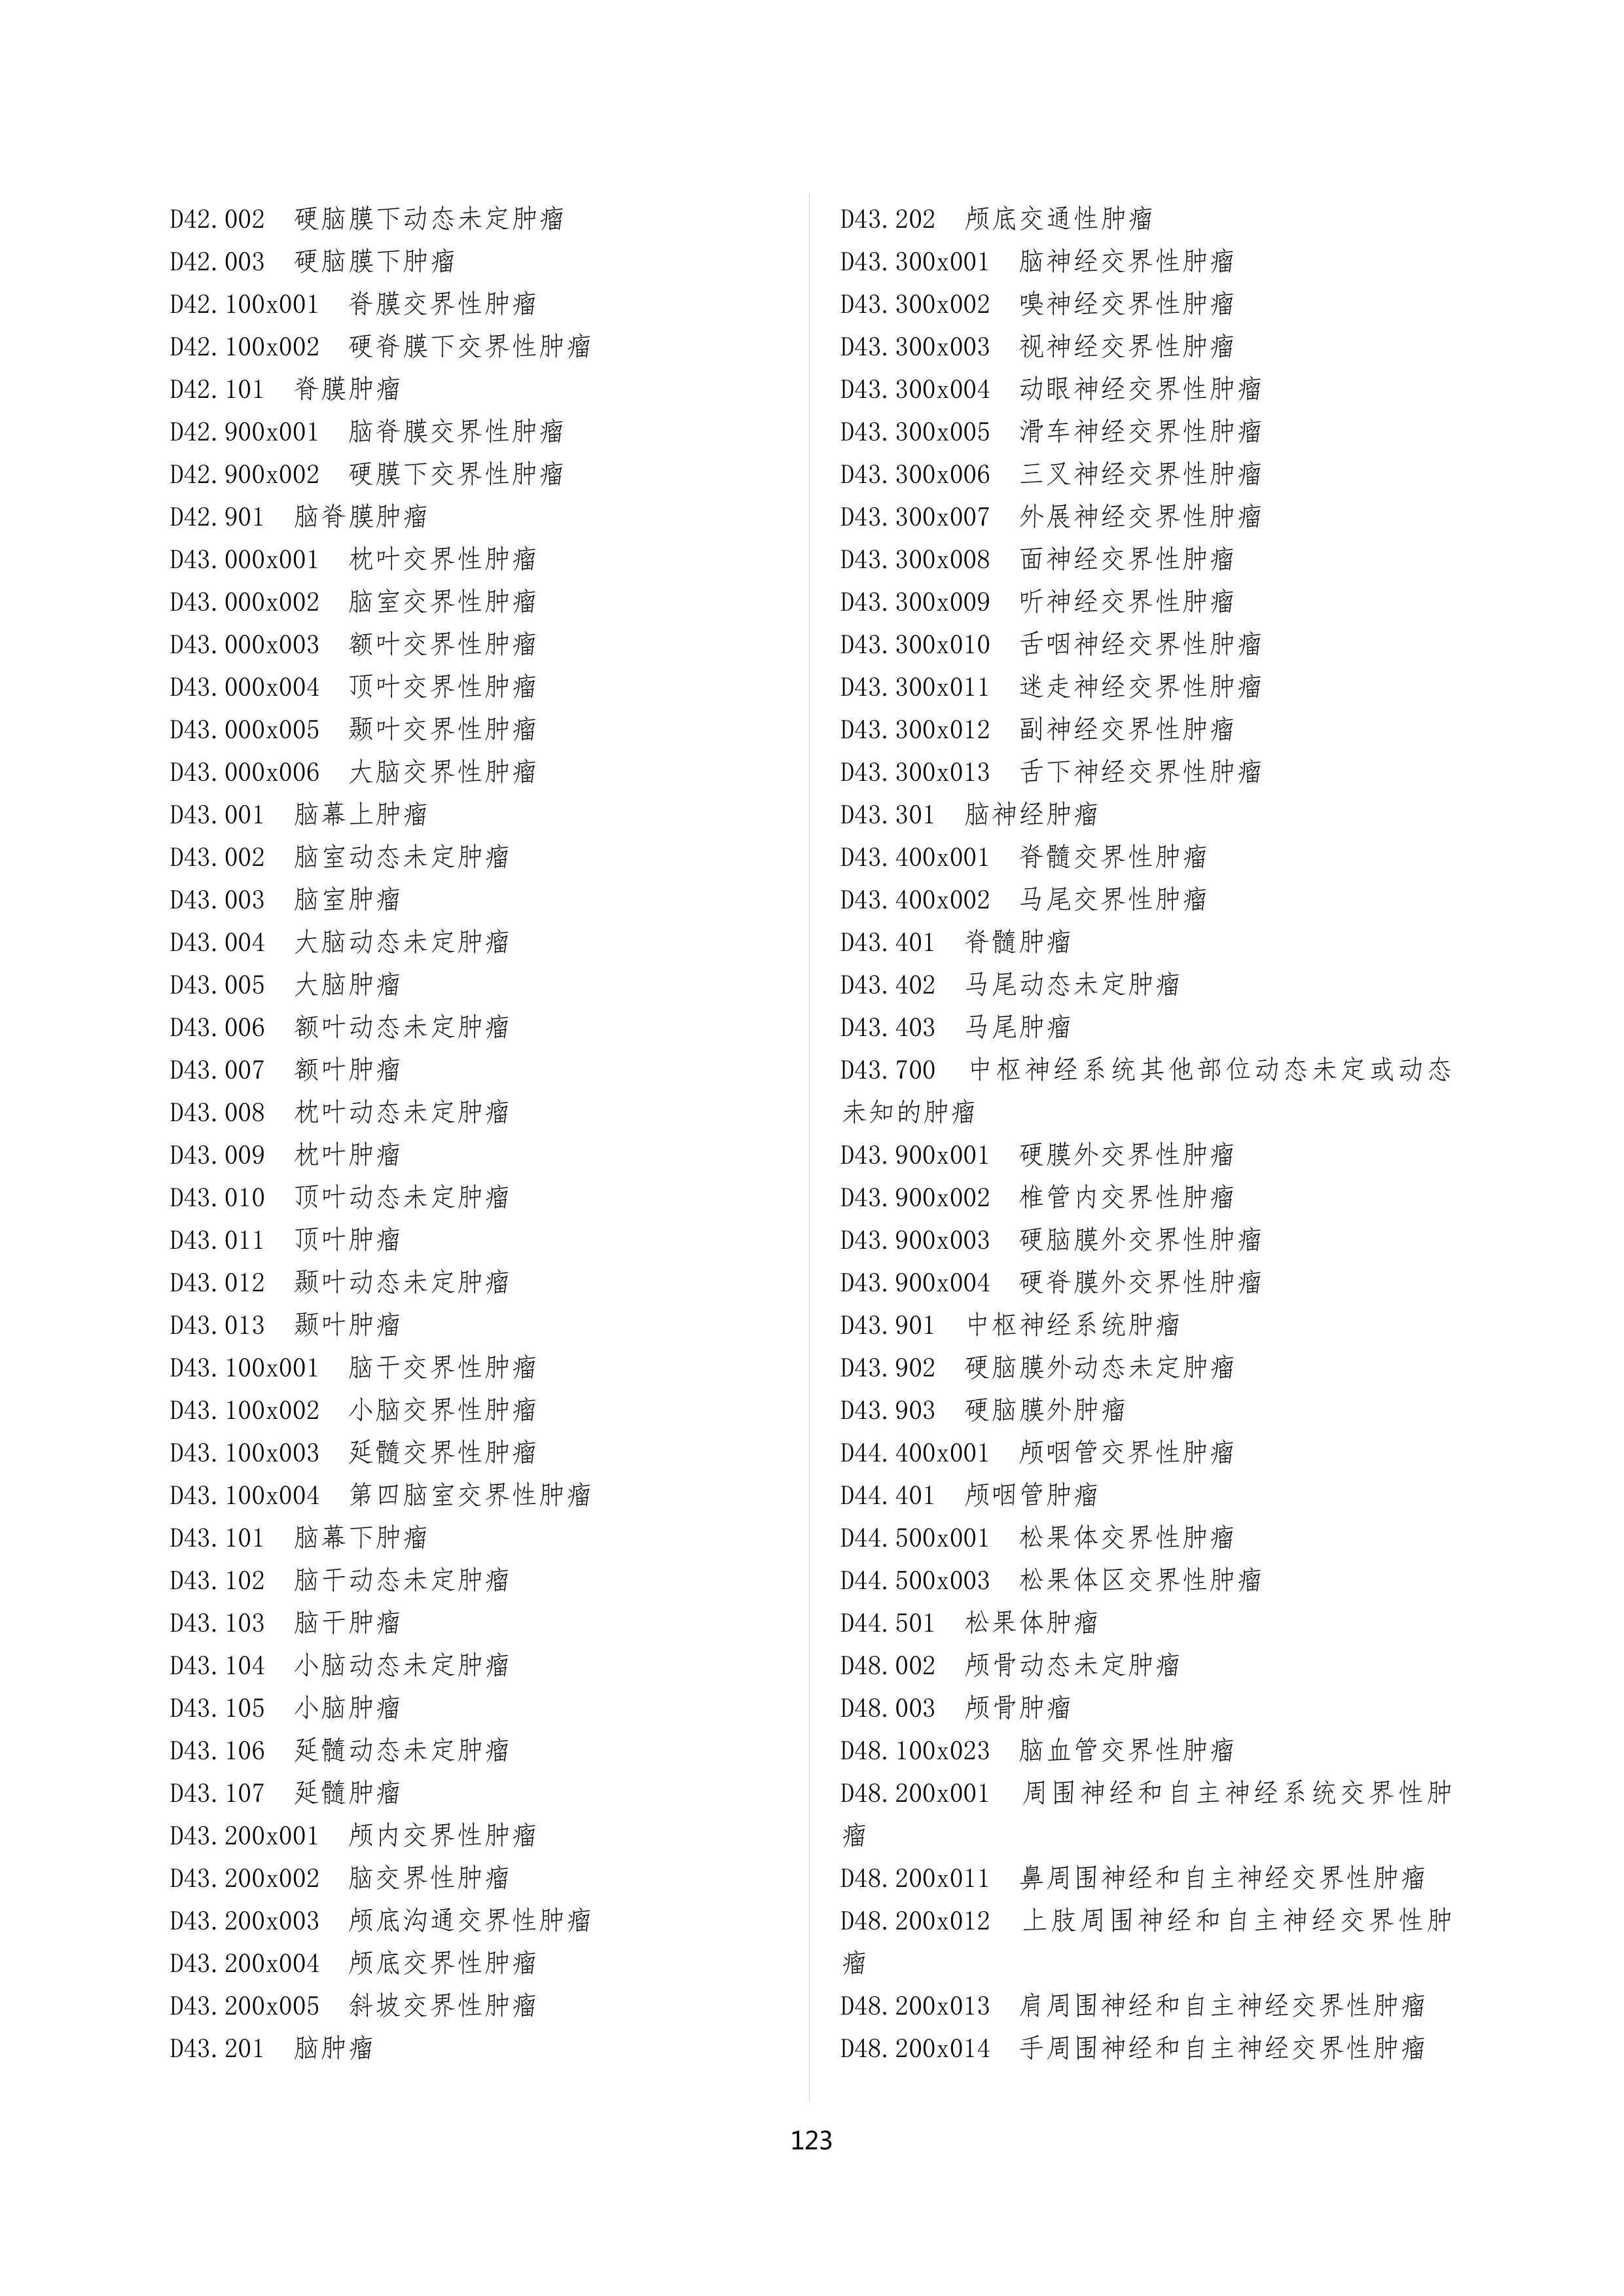 D42.002 硬脑膜下动态未定肿瘤
D42.003 硬脑膜下肿瘤
D42.100x001 脊膜交界性肿瘤
D42.100x002 硬脊膜下交界性肿瘤
D42.101 脊膜肿瘤
D42.900x001 脑脊膜交界性肿瘤
D42.900x002 硬膜下交界性肿瘤
D42.901 脑脊膜肿瘤
D43.000x001 枕叶交界性肿瘤
D43.000x002 脑室交界性肿瘤
D43.000x003 额叶交界性肿瘤
D43.000x004 顶叶交界性肿瘤
D43.000x005 颞叶交界性肿瘤
D43.000x006 大脑交界性肿瘤
D43.001 脑幕上肿瘤
D43.002 脑室动态未定肿瘤
D43.003 脑室肿瘤
D43.004 大脑动态未定肿瘤
D43.005 大脑肿瘤
D43.006 额叶动态未定肿瘤
D43.007 额叶肿瘤
D43.008 枕叶动态未定肿瘤
D43.009 枕叶肿瘤
D43.010 顶叶动态未定肿瘤
D43.011 顶叶肿瘤
D43.012 颞叶动态未定肿瘤
D43.013 颞叶肿瘤
D43.100x001 脑干交界性肿瘤
D43.100x002 小脑交界性肿瘤
D43.100x003 延髓交界性肿瘤
D43.100x004 第四脑室交界性肿瘤
D43.101 脑幕下肿瘤
D43.102 脑干动态未定肿瘤
D43.103 脑干肿瘤
D43.104 小脑动态未定肿瘤
D43.105 小脑肿瘤
D43.106 延髓动态未定肿瘤
D43.107 延髓肿瘤
D43.200x001 颅内交界性肿瘤
D43.200x002 脑交界性肿瘤
D43.200x003 颅底沟通交界性肿瘤
D43.200x004 颅底交界性肿瘤
D43.200x005 斜坡交界性肿瘤
D43.201 脑肿瘤
D43.202 颅底交通性肿瘤
D43.300x001 脑神经交界性肿瘤
D43.300x002 嗅神经交界性肿瘤
D43.300x003 视神经交界性肿瘤
D43.300x004 动眼神经交界性肿瘤
D43.300x005 滑车神经交界性肿瘤
D43.300x006 三叉神经交界性肿瘤
D43.300x007 外展神经交界性肿瘤
D43.300x008 面神经交界性肿瘤
D43.300x009 听神经交界性肿瘤
D43.300x010 舌咽神经交界性肿瘤
D43.300x011 迷走神经交界性肿瘤
D43.300x012 副神经交界性肿瘤
D43.300x013 舌下神经交界性肿瘤
D43.301 脑神经肿瘤
D43.400x001 脊髓交界性肿瘤
D43.400x002 马尾交界性肿瘤
D43.401 脊髓肿瘤
D43.402 马尾动态未定肿瘤
D43.403 马尾肿瘤
D43.700 中枢神经系统其他部位动态未定或动态
未知的肿瘤
D43.900x001 硬膜外交界性肿瘤
D43.900x002 椎管内交界性肿瘤
D43.900x003 硬脑膜外交界性肿瘤
D43.900x004 硬脊膜外交界性肿瘤
D43.901 中枢神经系统肿瘤
D43.902 硬脑膜外动态未定肿瘤
D43.903 硬脑膜外肿瘤
D44.400x001 颅咽管交界性肿瘤
D44.401 颅咽管肿瘤
D44.500x001 松果体交界性肿瘤
D44.500x003 松果体区交界性肿瘤
D44.501 松果体肿瘤
D48.002 颅骨动态未定肿瘤
D48.003 颅骨肿瘤
D48.100x023 脑血管交界性肿瘤
D48.200x001 周围神经和自主神经系统交界性肿
瘤
D48.200x011 鼻周围神经和自主神经交界性肿瘤
D48.200x012 上肢周围神经和自主神经交界性肿
瘤
D48.200x013 肩周围神经和自主神经交界性肿瘤
D48.200x014 手周围神经和自主神经交界性肿瘤
123